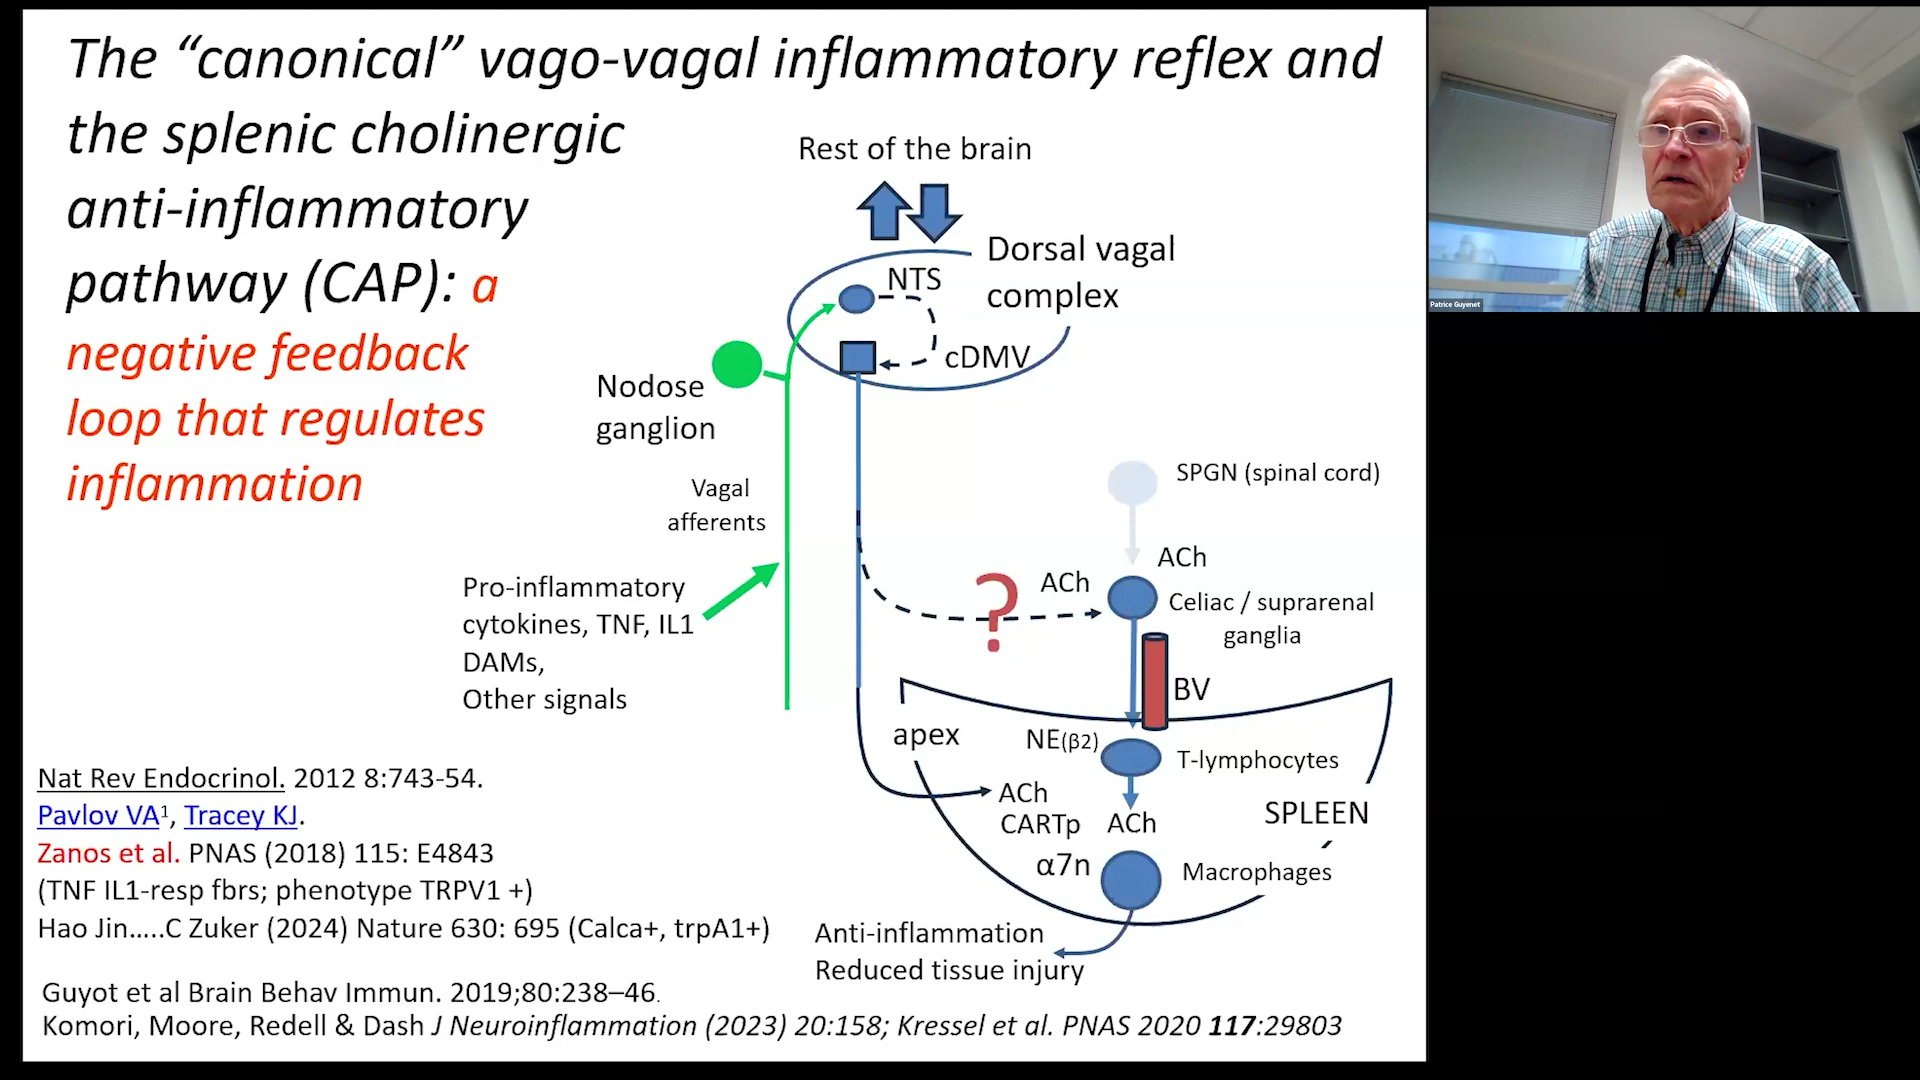 The “canonical” vago-vagal inflammatory reflex and
the splenic cholinergic
anti-inflammatory
pathway (CAP): a
negative feedback
loop that regulates
inflammation
Rest of the brain
Dorsal vagal
complex
NTS
cDMV
Nodose
ganglion
Vagal
afferents
Pro-inflammatory
cytokines, TNF, IL1
DAMs,
Other signals
SPGN (spinal cord)
ACh
?
ACh
Celiac / suprarenal
ganglia
BV
apex
NE(β2)
T-lymphocytes
ACh
CARTp
ACh
SPLEEN
α7n
Macrophages
Anti-inflammation
Reduced tissue injury
Nat Rev Endocrinol. 2012 8:743-54.
Pavlov VA1, Tracey KJ.
Zanos et al. PNAS (2018) 115: E4843
(TNF IL1-resp fbrs; phenotype TRPV1 +)
Hao Jin…..C Zuker (2024) Nature 630: 695 (Calca+, trpA1+)
Guyot et al Brain Behav Immun. 2019;80:238–46.
Komori, Moore, Redell & Dash J Neuroinflammation (2023) 20:158; Kressel et al. PNAS 2020 117:29803
Patrice Guyenet